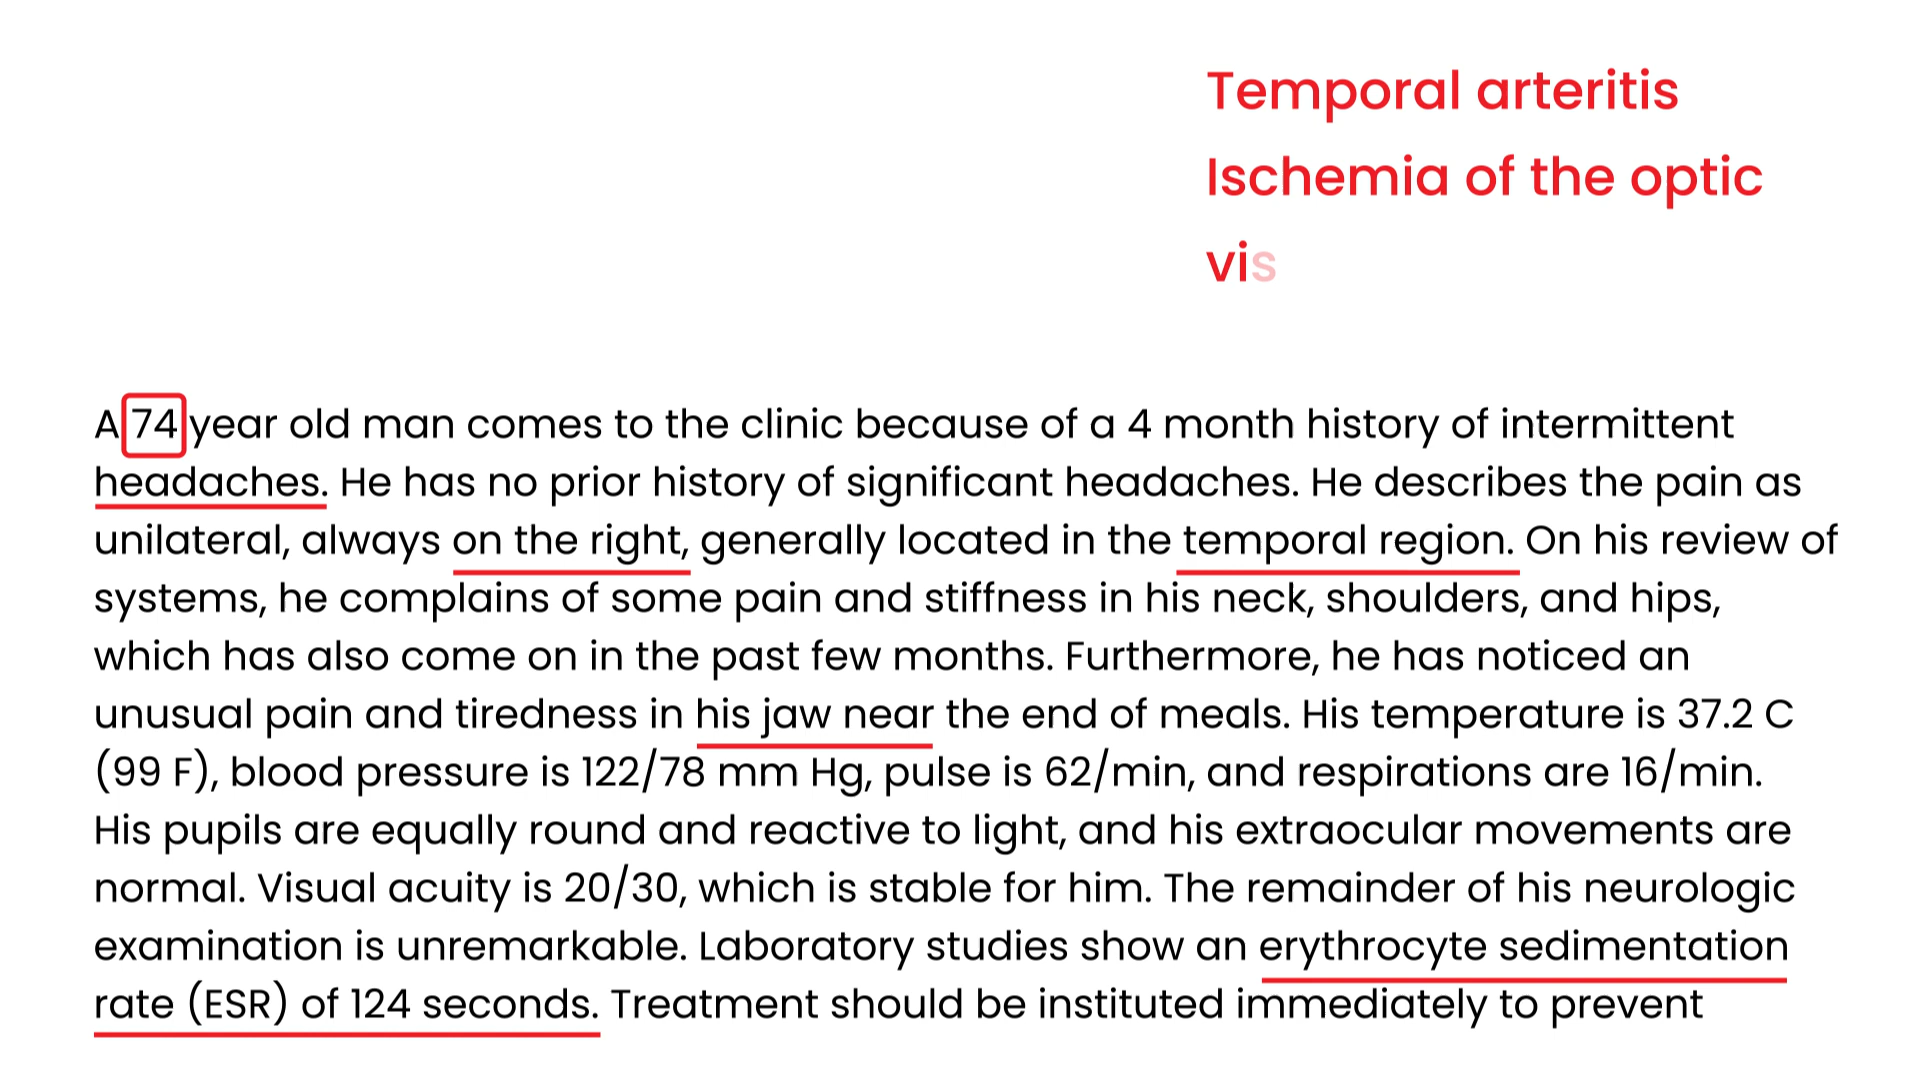 Temporal arteritis
Ischemia of the optic
vis
A 74 year old man comes to the clinic because of a 4 month history of intermittent
headaches. He has no prior history of significant headaches. He describes the pain as
unilateral, always on the right, generally located in the temporal region. On his review of
systems, he complains of some pain and stiffness in his neck, shoulders, and hips,
which has also come on in the past few months. Furthermore, he has noticed an
unusual pain and tiredness in his jaw near the end of meals. His temperature is 37.2 C
(99 F), blood pressure is 122/78 mm Hg, pulse is 62/min, and respirations are 16/min.
His pupils are equally round and reactive to light, and his extraocular movements are
normal. Visual acuity is 20/30, which is stable for him. The remainder of his neurologic
examination is unremarkable. Laboratory studies show an erythrocyte sedimentation
rate (ESR) of 124 seconds. Treatment should be instituted immediately to prevent